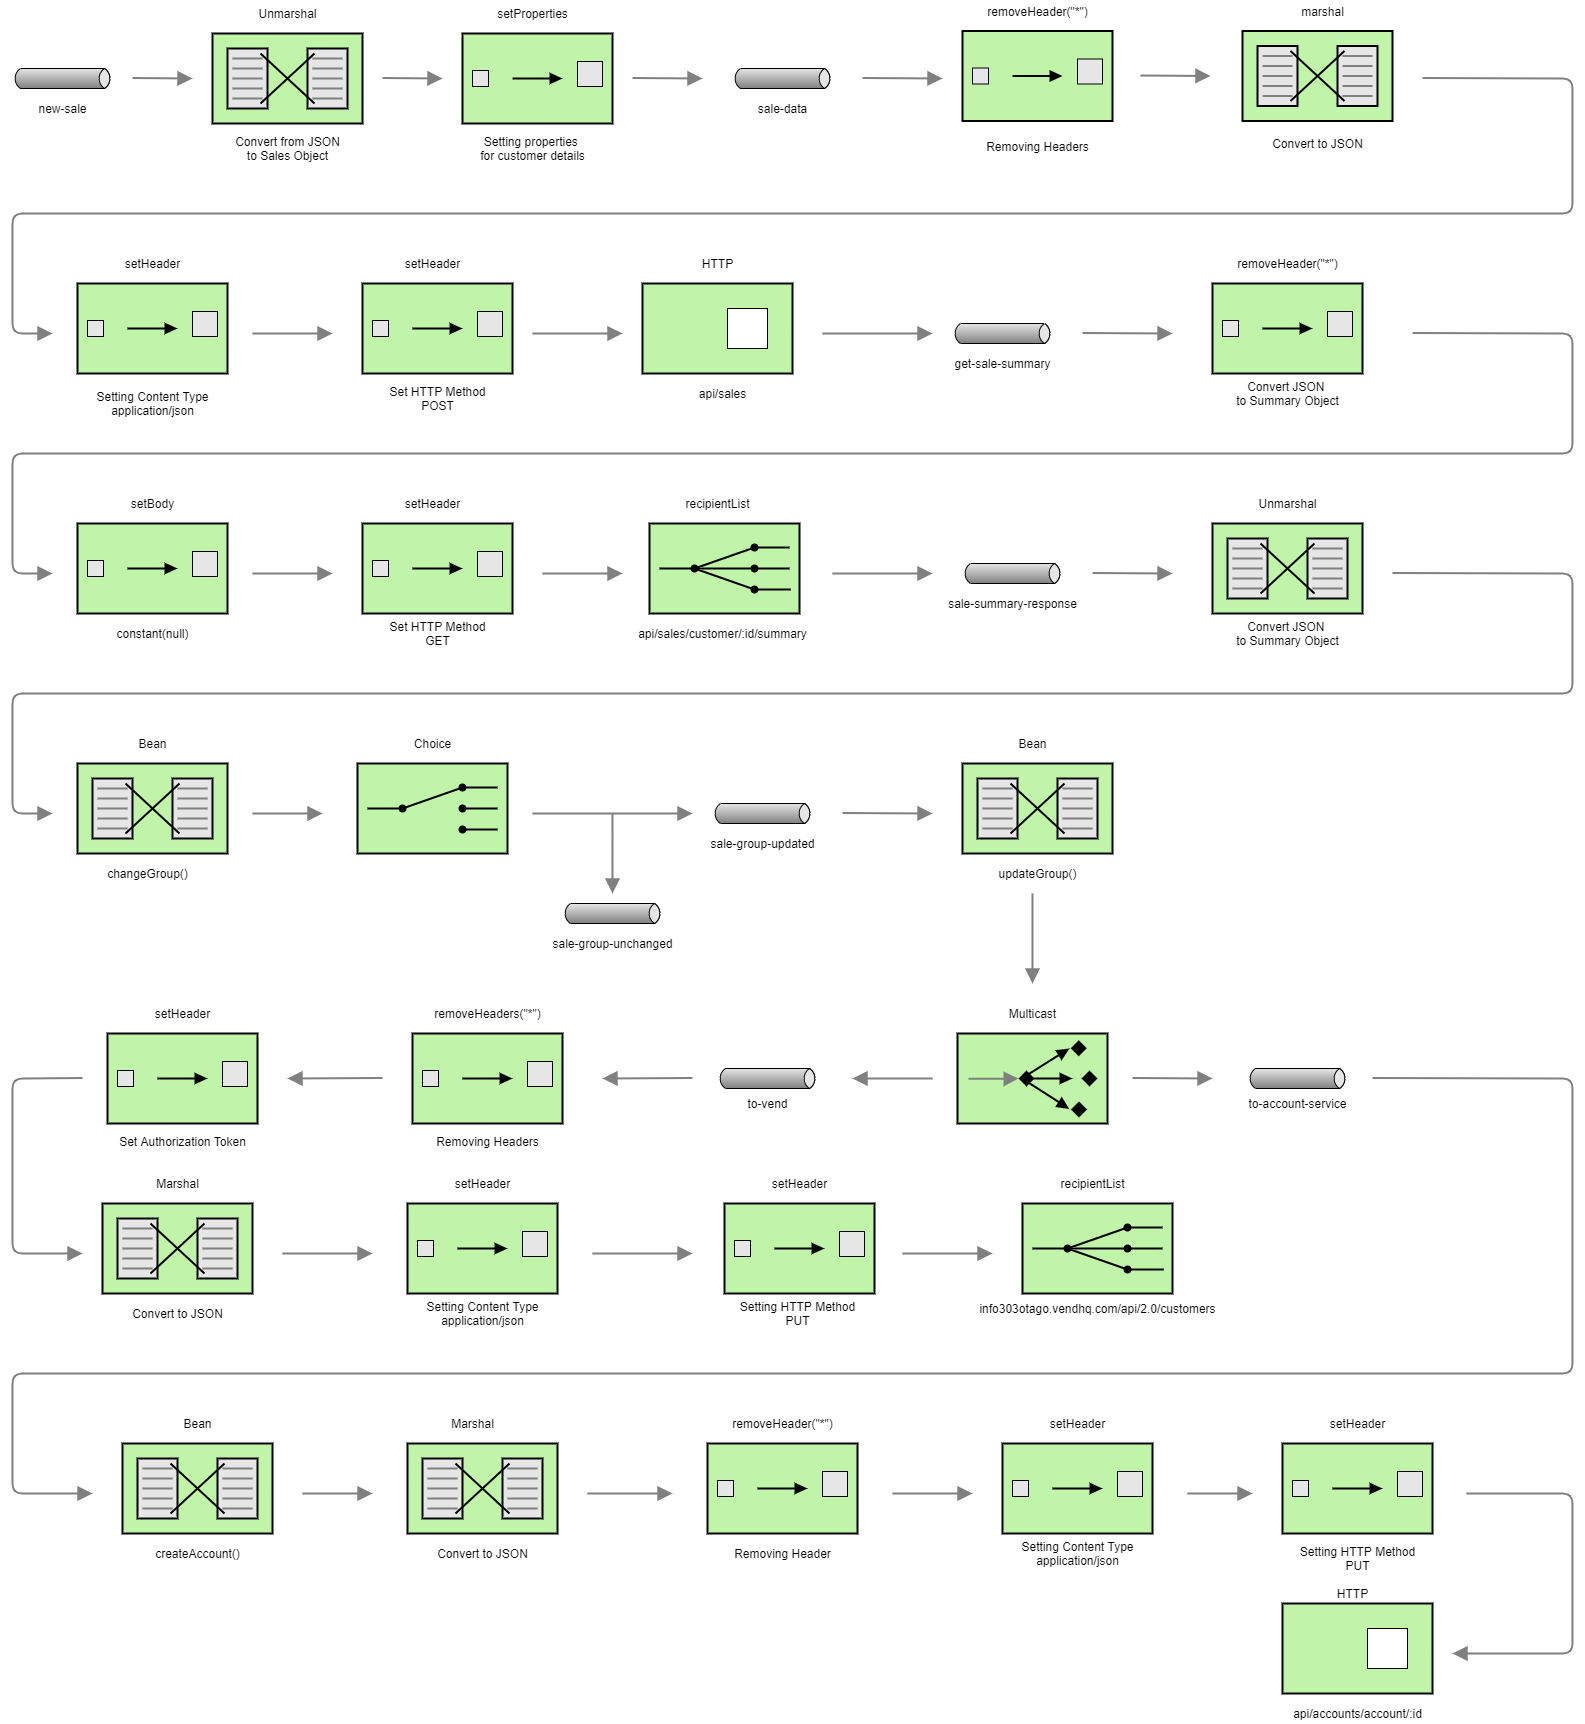 Unmarshal
setProperties
removeHeader("*")
marshal
new-sale
Convert from JSON
to Sales Object
Setting properties
for customer details
sale-data
Removing Headers
Convert to JSON
setHeader
setHeader
HTTP
removeHeader("*")
Setting Content Type
application/json
Set HTTP Method
POST
api/sales
get-sale-summary
Convert JSON
to Summary Object
setBody
setHeader
recipientList
Unmarshal
constant(null)
Set HTTP Method
GET
api/sales/customer/:id/summary
sale-summary-response
Convert JSON
to Summary Object
Bean
Choice
Bean
changeGroup()
sale-group-updated
updateGroup()
sale-group-unchanged
setHeader
removeHeaders("*")
Multicast
Set Authorization Token
Removing Headers
to-vend
to-account-service
Marshal
setHeader
setHeader
recipientList
Convert to JSON
Setting Content Type
application/json
Setting HTTP Method
PUT
info303otago.vendhq.com/api/2.0/customers
Bean
Marshal
removeHeader("*")
setHeader
setHeader
createAccount()
Convert to JSON
Removing Header
Setting Content Type
application/json
Setting HTTP Method
PUT
HTTP
api/accounts/account/:id